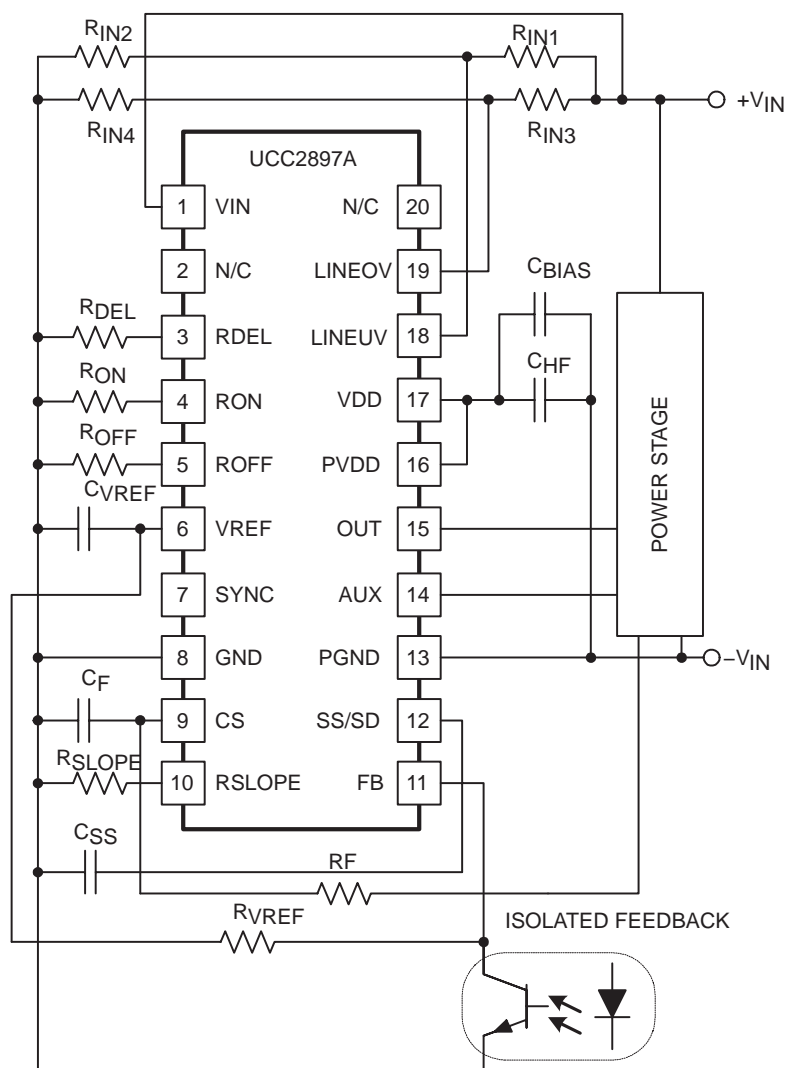 RIN2
RIN1
+VIN
RIN4
RIN3
UCC2897A
1 VIN
N/C 20
2 N/C
LINEOV 19
CBIAS
RDEL
3 RDEL
LINEUV 18
CHF
RON
4 RON
VDD 17
ROFF
5 ROFF
PVDD 16
CVREF
6 VREF
OUT 15
POWER STAGE
7 SYNC
AUX 14
8 GND
PGND 13
–VIN
CF
9 CS
SS/SD 12
RSLOPE
10 RSLOPE
FB 11
CSS
RF
RVREF
ISOLATED FEEDBACK